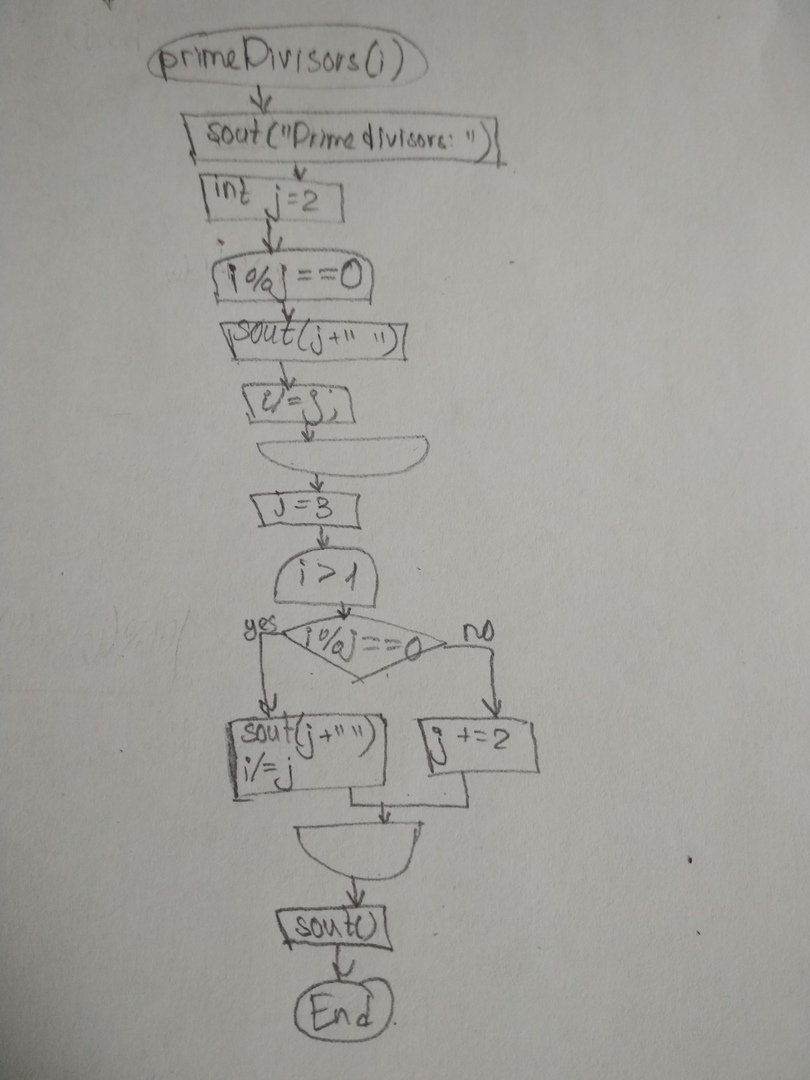 primeDivisors(i)
sout("Prime divisors: ")
int j=2
i%j==0
sout(j+" ")
i/=j;
j=3
i>1
yes
i%j==0
no
sout(j+" ")
i/=j
j+=2
sout()
End